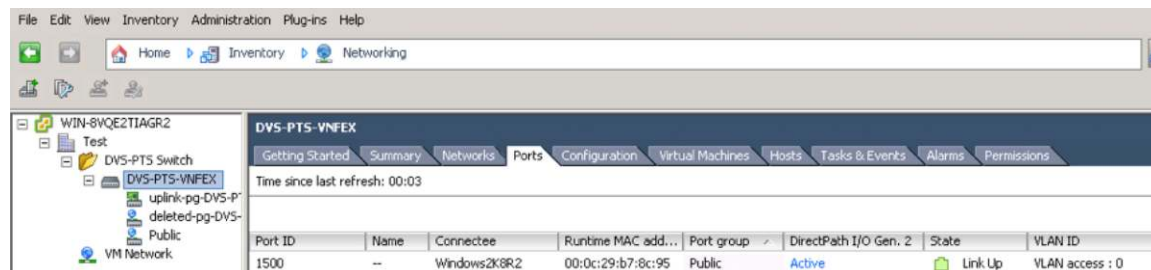 File Edit View Inventory Administration Plug-ins Help
Home Inventory Networking
WIN-8VQE2TIAGR2
Test
DVS-PTS Switch
DVS-PTS-VNFEX
uplink-pg-DVS-P
deleted-pg-DVS-
Public
VM Network
DVS-PTS-VNFEX
Getting Started Summary Networks Ports Configuration Virtual Machines Hosts Tasks & Events Alarms Permissions
Time since last refresh: 00:03
Port ID Name Connectee Runtime MAC add... Port group DirectPath I/O Gen. 2 State VLAN ID
1500 -- Windows2K8R2 00:0c:29:b7:8c:95 Public Active Link Up VLAN access : 0